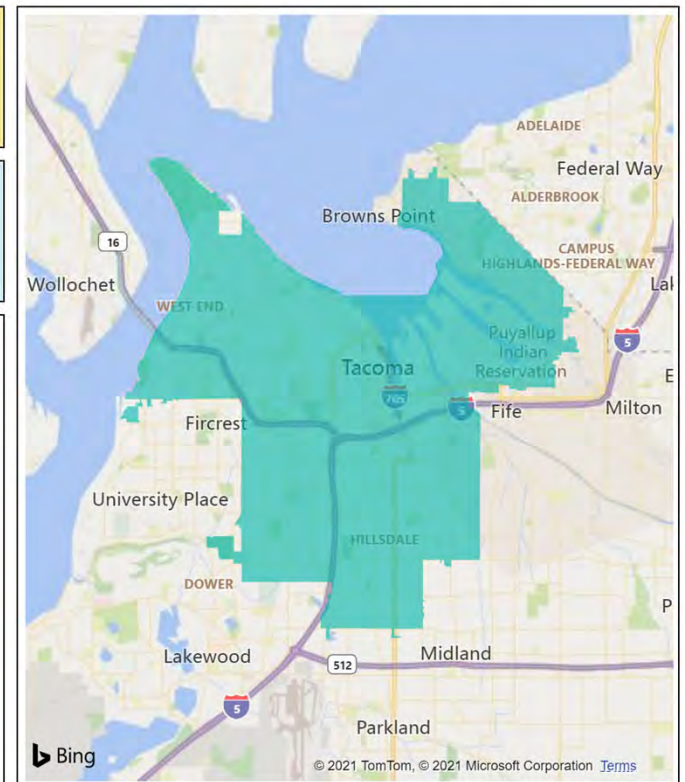 ADELAIDE
Federal Way
ALDERBROOK
Browns Point
16
CAMPUS
HIGHLANDS-FEDERAL WAY
Wollochet
Lak
WEST END
Puyallup
Indian
Reservation
5
Tacoma
705
E
5
Fife
Milton
Fircrest
University Place
HILLSDALE
DOWER
P
Lakewood
512
Midland
5
Parkland
Bing
© 2021 TomTom, © 2021 Microsoft Corporation Terms